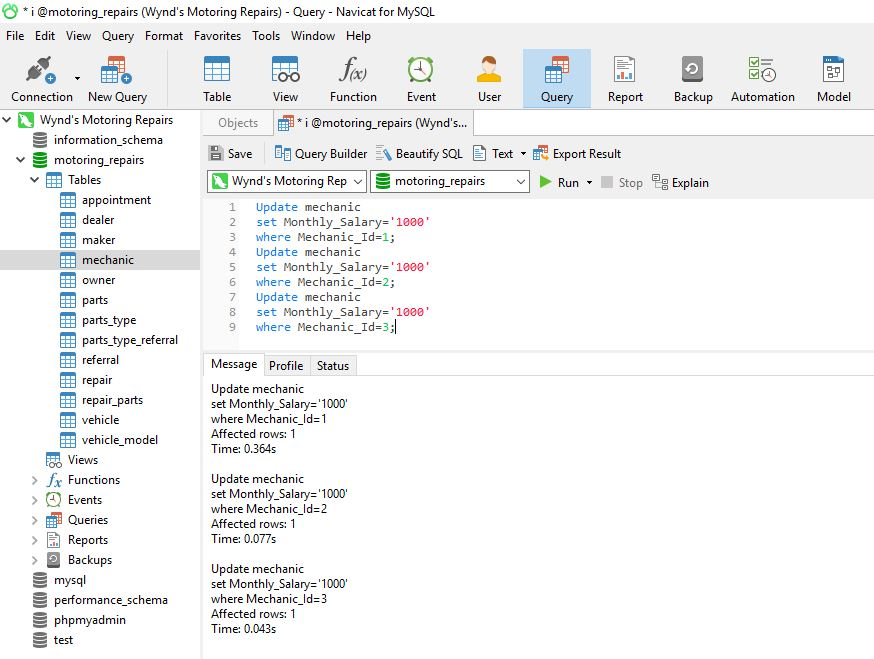 * i @motoring_repairs (Wynd's Motoring Repairs) - Query - Navicat for MySQL
File Edit View Query Format Favorites Tools Window Help
Connection New Query Table View Function Event User Query Report Backup Automation Model
Wynd's Motoring Repairs
information_schema
motoring_repairs
Tables
appointment
dealer
maker
mechanic
owner
parts
parts_type
parts_type_referral
referral
repair
repair_parts
vehicle
vehicle_model
Views
Functions
Events
Queries
Reports
Backups
mysql
performance_schema
phpmyadmin
test
Objects * i @motoring_repairs (Wynd's...
Save Query Builder Beautify SQL Text Export Result
Wynd's Motoring Rep motoring_repairs Run Stop Explain
1 Update mechanic
2 set Monthly_Salary='1000'
3 where Mechanic_Id=1;
4 Update mechanic
5 set Monthly_Salary='1000'
6 where Mechanic_Id=2;
7 Update mechanic
8 set Monthly_Salary='1000'
9 where Mechanic_Id=3;
Message Profile Status
Update mechanic
set Monthly_Salary='1000'
where Mechanic_Id=1
Affected rows: 1
Time: 0.364s
Update mechanic
set Monthly_Salary='1000'
where Mechanic_Id=2
Affected rows: 1
Time: 0.077s
Update mechanic
set Monthly_Salary='1000'
where Mechanic_Id=3
Affected rows: 1
Time: 0.043s